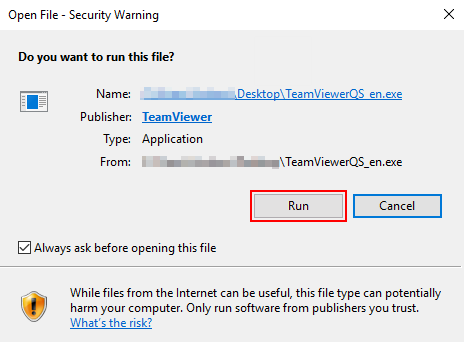 Open File - Security Warning
Do you want to run this file?
Name: \Desktop\TeamViewerQS_en.exe
Publisher: TeamViewer
Type: Application
From: \TeamViewerQS_en.exe
Run Cancel
Always ask before opening this file
While files from the Internet can be useful, this file type can potentially
harm your computer. Only run software from publishers you trust.
What's the risk?